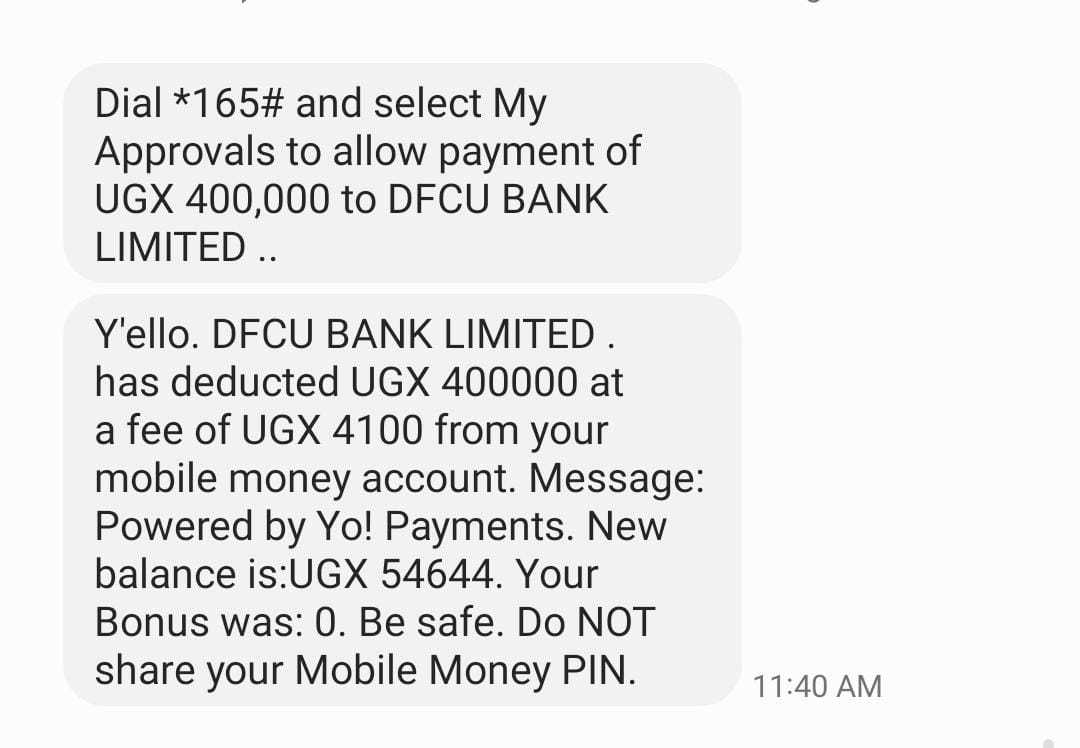 Dial *165# and select My
Approvals to allow payment of
UGX 400,000 to DFCU BANK
LIMITED ..
Y'ello. DFCU BANK LIMITED .
has deducted UGX 400000 at
a fee of UGX 4100 from your
mobile money account. Message:
Powered by Yo! Payments. New
balance is:UGX 54644. Your
Bonus was: 0. Be safe. Do NOT
share your Mobile Money PIN.
11:40 AM